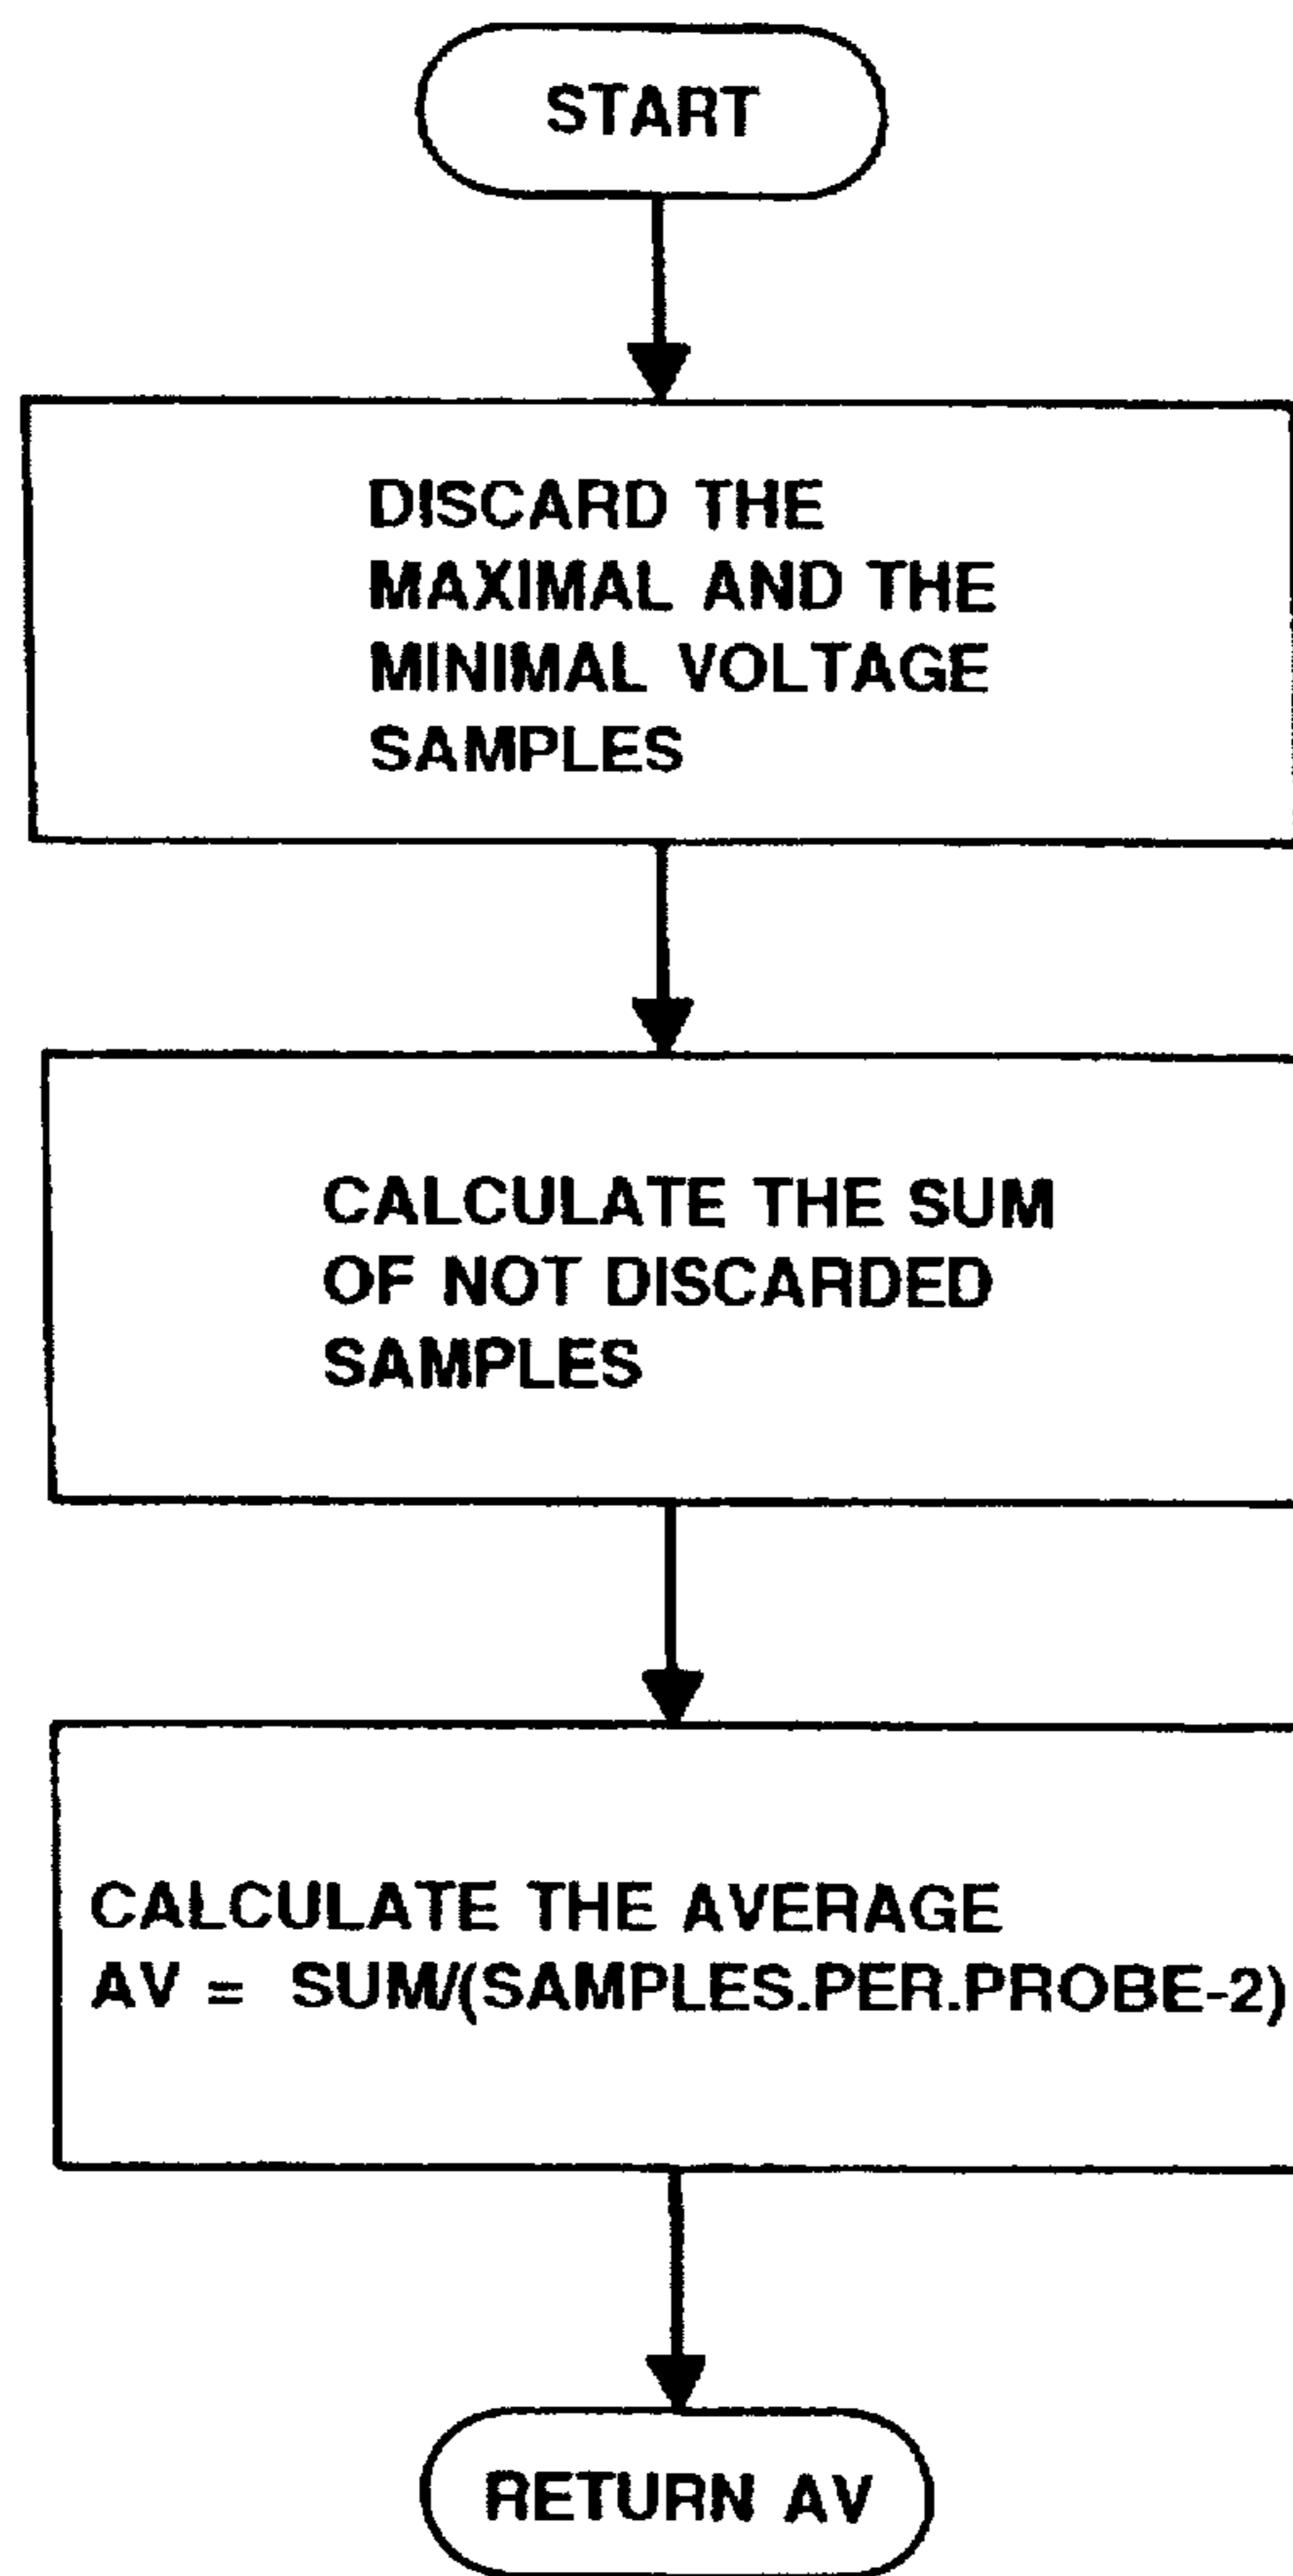 START
DISCARD THE
MAXIMAL AND THE
MINIMAL VOLTAGE
SAMPLES
CALCULATE THE SUM
OF NOT DISCARDED
SAMPLES
CALCULATE THE AVERAGE
AV = SUM/(SAMPLES.PER.PROBE-2)
RETURN AV